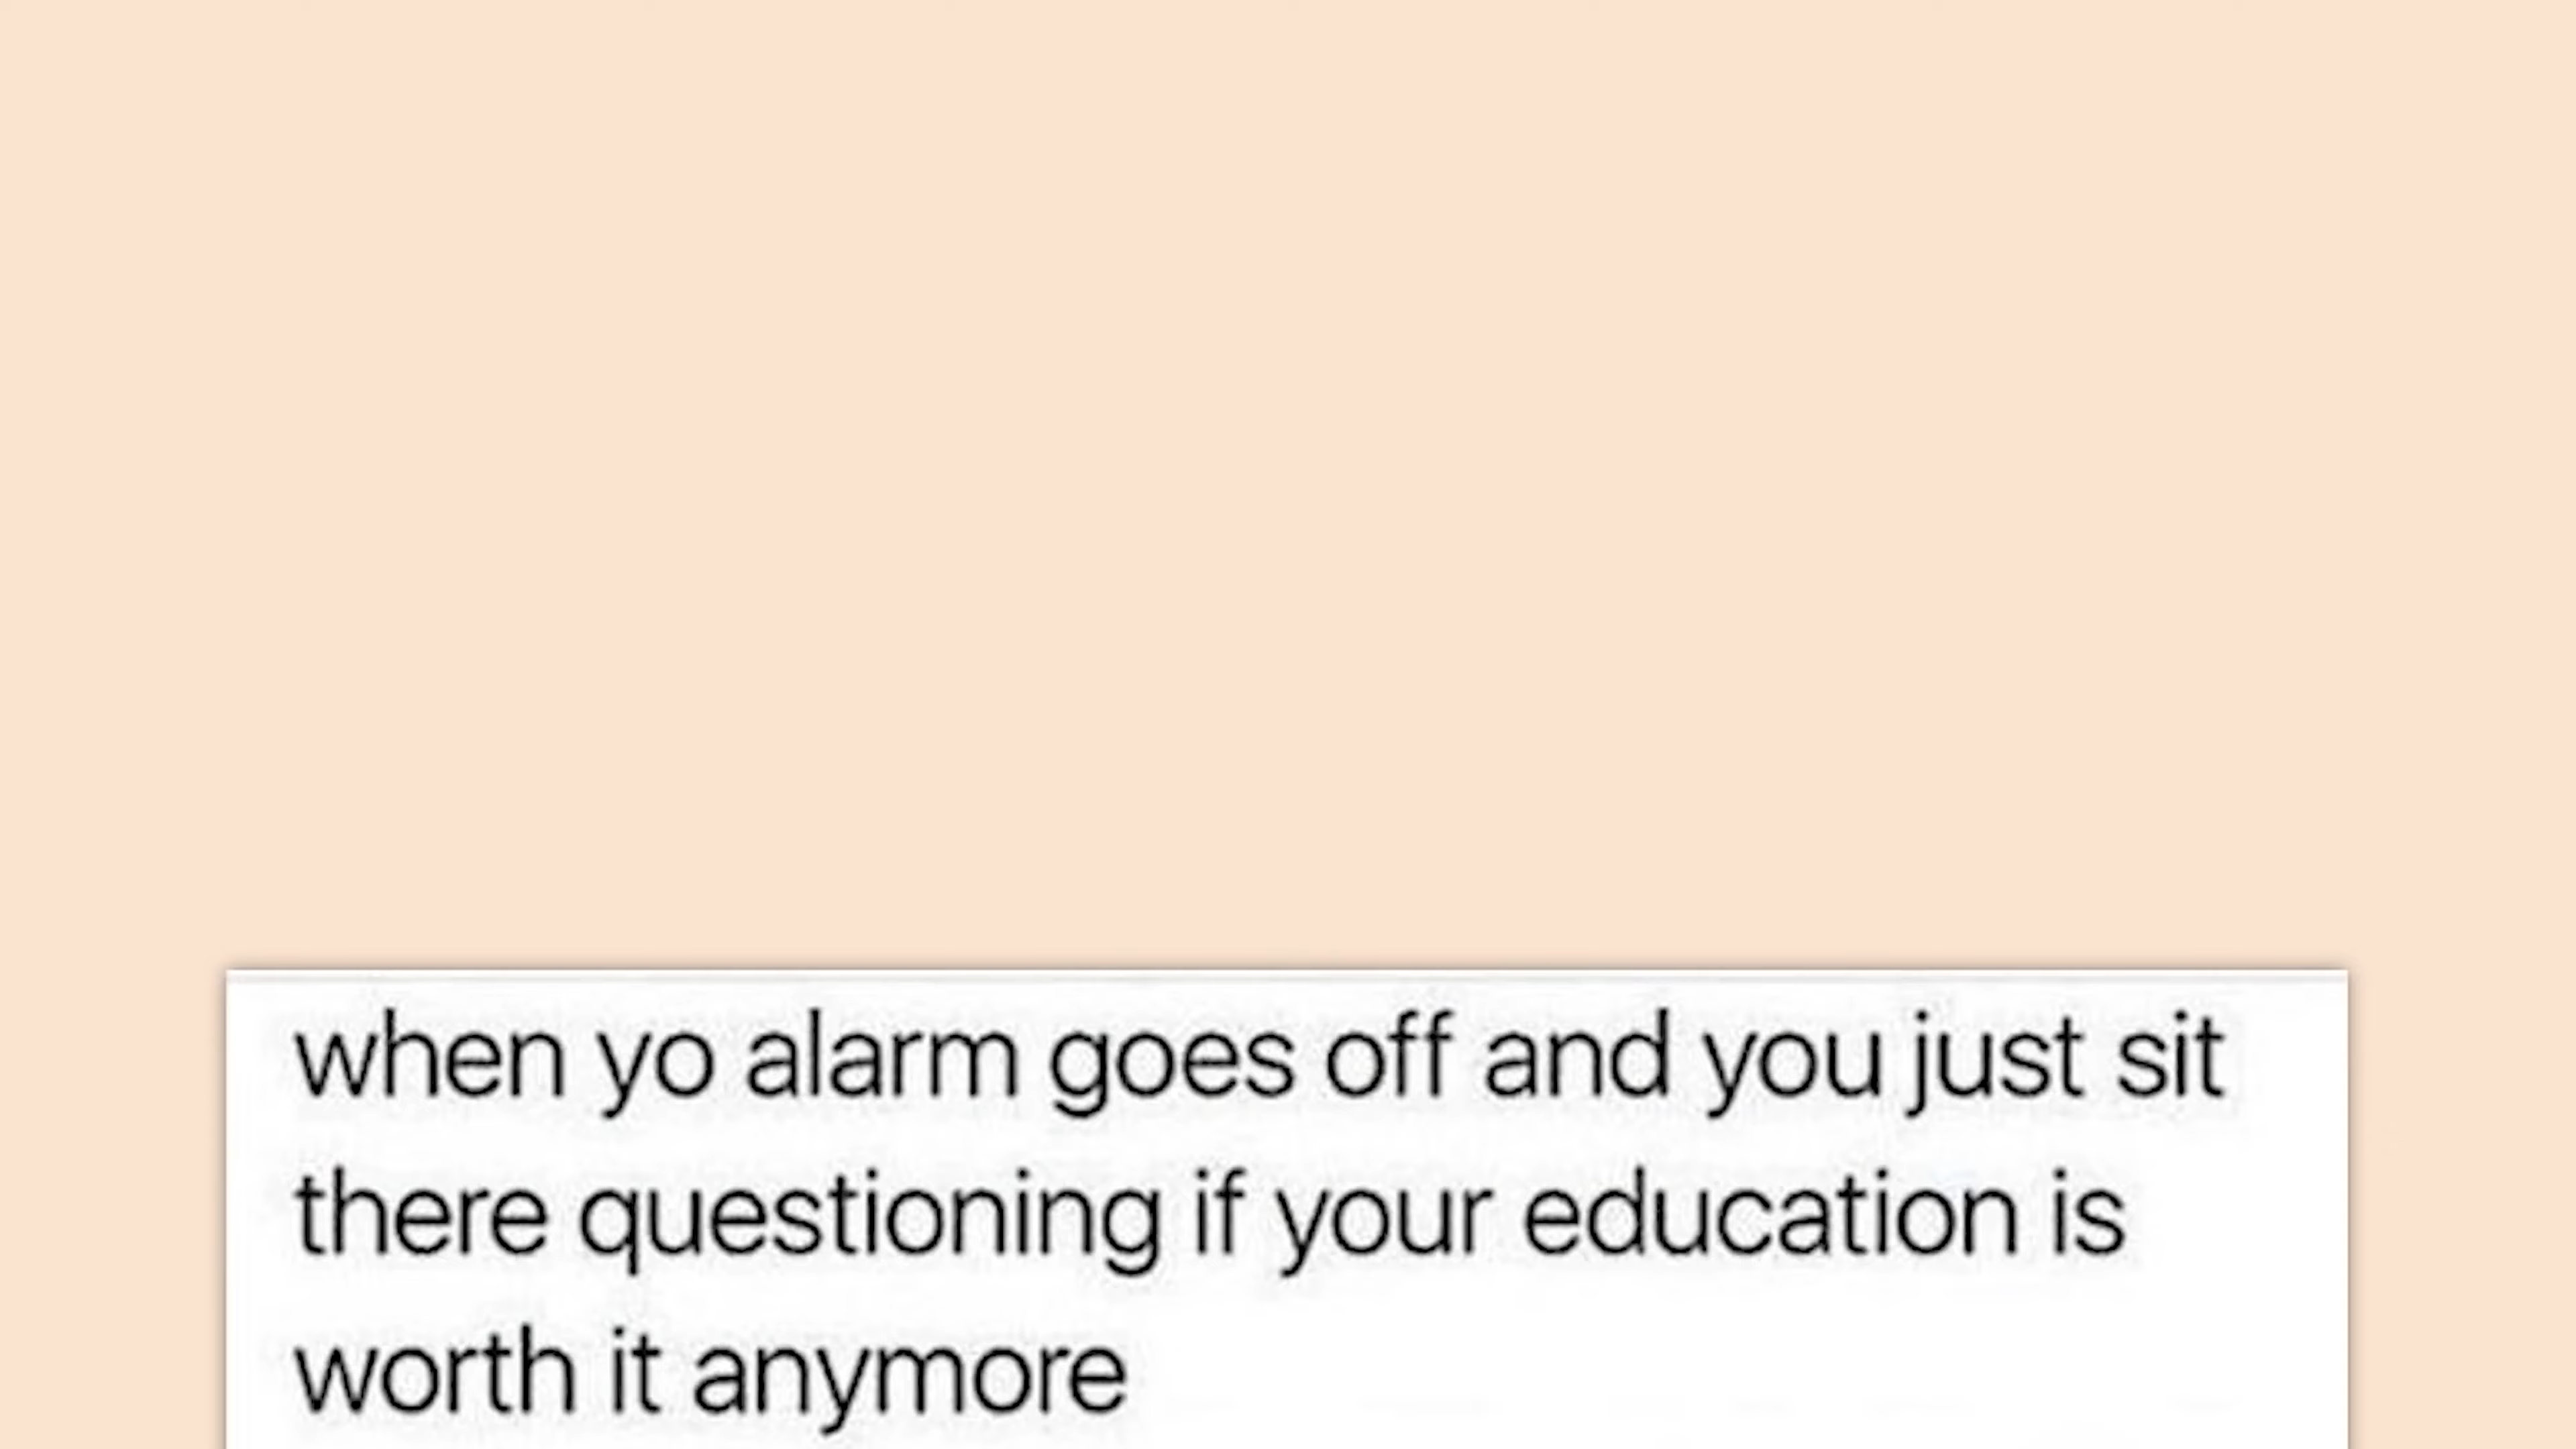 when yo alarm goes off and you just sit
there questioning if your education is
worth it anymore